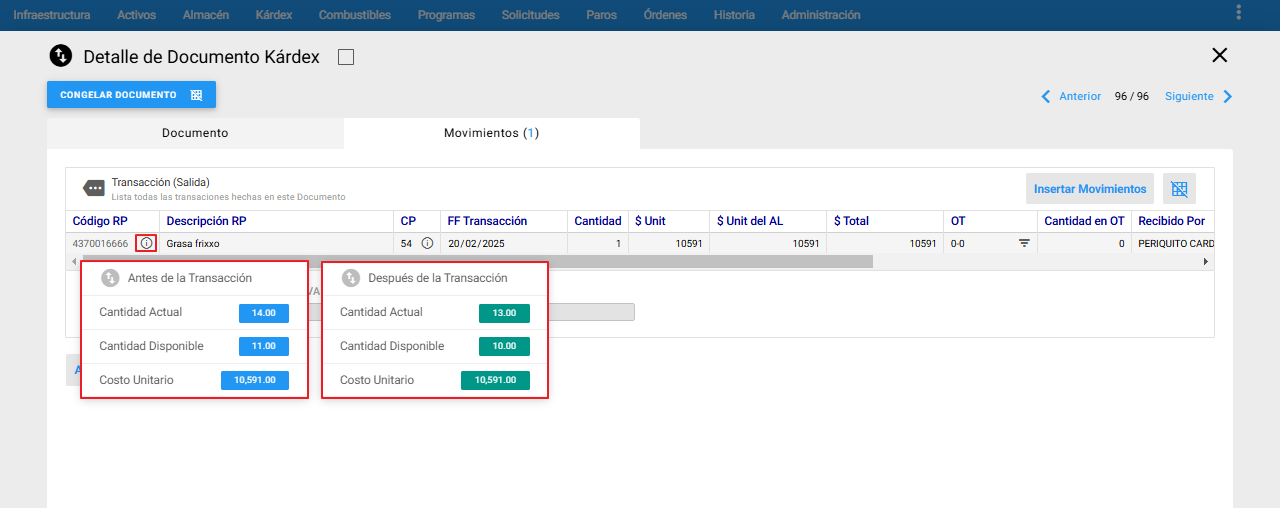 Infraestructura Activos Almacén Kárdex Combustibles Programas Solicitudes Paros Órdenes Historia Administración
Detalle de Documento Kárdex
CONGELAR DOCUMENTO
Anterior 96 / 96 Siguiente
Documento Movimientos (1)
Transacción (Salida)
Lista todas las transaciones hechas en este Documento
Insertar Movimientos
Código RP Descripción RP CP FF Transacción Cantidad $ Unit $ Unit del AL $ Total OT Cantidad en OT Recibido Por
4370016666 Grasa frixxo 54 20/02/2025 1 10591 10591 10591 0-0 0 PERIQUITO CARD
Antes de la Transacción
Cantidad Actual 14.00
Cantidad Disponible 11.00
Costo Unitario 10,591.00
Después de la Transacción
Cantidad Actual 13.00
Cantidad Disponible 10.00
Costo Unitario 10,591.00